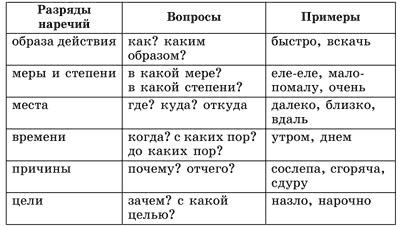 Разряды наречий Вопросы Примеры
образа действия как? каким образом? быстро, вскачь
меры и степени в какой мере? в какой степени? еле-еле, мало-помалу, очень
места где? куда? откуда далеко, близко, вдаль
времени когда? с каких пор? до каких пор? утром, днем
причины почему? отчего? сослепа, сгоряча, сдуру
цели зачем? с какой целью? назло, нарочно